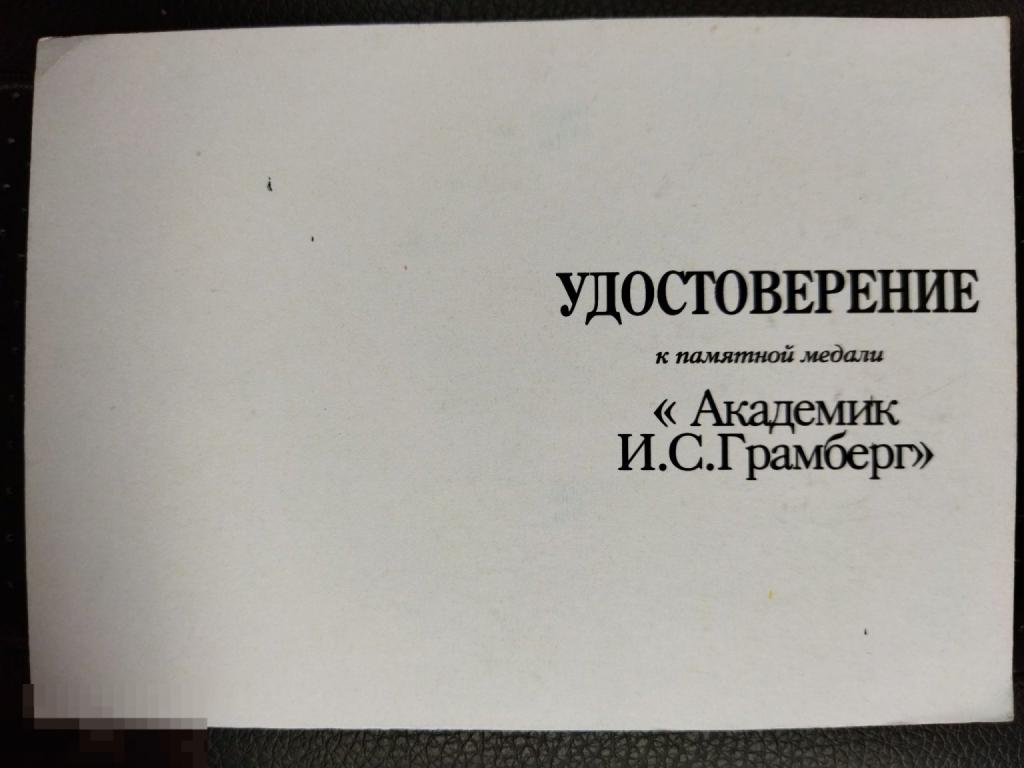 УДОСТОВЕРЕНИЕ
к памятной медали
« Академик
И.С.Грамберг»